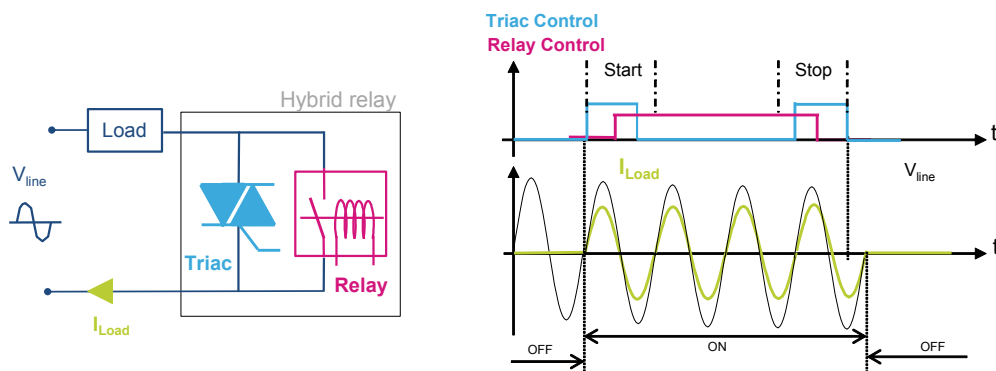 Hybrid relay
Load
V_line
Triac
Relay
I_Load
Triac Control
Relay Control
Start
Stop
t
I_Load
V_line
t
OFF
ON
OFF